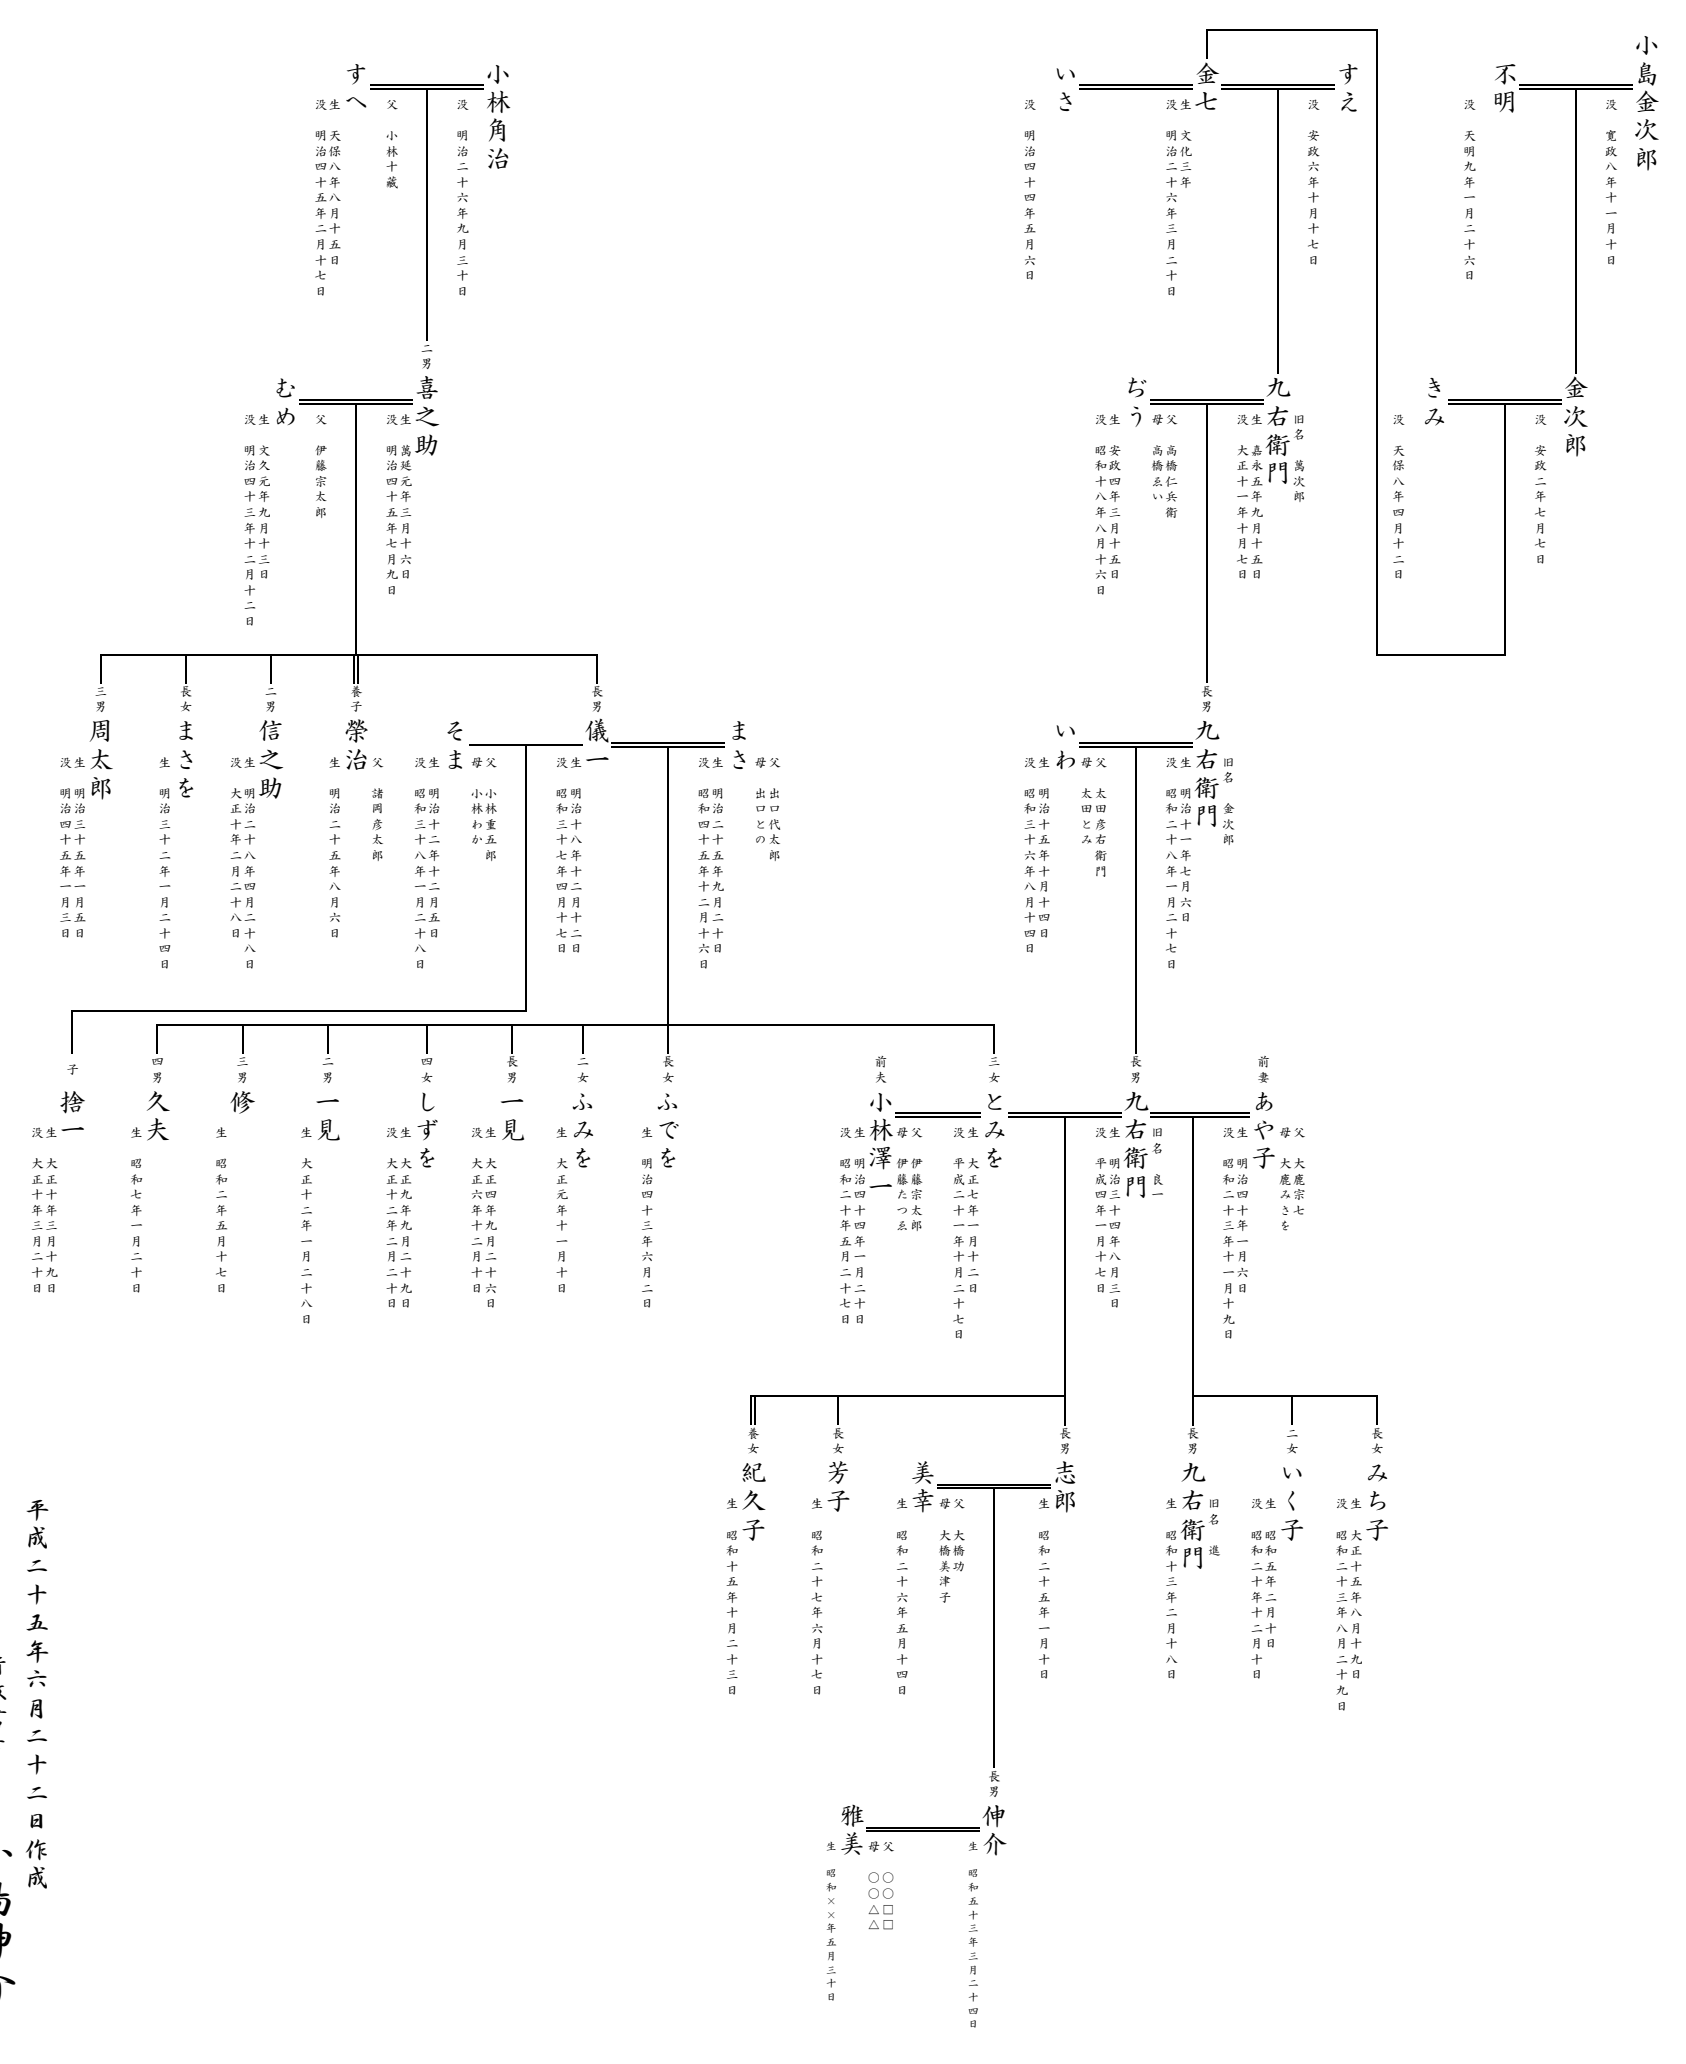 小島金次郎
没　寛政八年十一月十日
不明
没　天明九年一月二十六日
すえ
没　安政六年十月十七日
金七
生　文化三年
没　明治二十六年三月二十日
いさ
没　明治四十四年五月六日
小林角治
没　明治二十六年九月三十日
父　小林十蔵
すへ
生　天保八年八月十五日
没　明治四十五年二月十七日
金次郎
没　安政二年七月七日
きみ
没　天保八年四月十二日
旧名　萬次郎
九右衛門
生　嘉永五年九月十五日
没　大正十一年十月七日
父　高橋仁兵衛
母　高橋ゑい
ぢう
生　安政四年三月十五日
没　昭和十八年八月十六日
二男
喜之助
生　萬延元年三月十六日
没　明治四十五年七月九日
父　伊藤宗太郎
むめ
生　文久元年九月十三日
没　明治四十三年十二月十二日
旧名　金次郎
長男
九右衛門
生　明治十一年七月六日
没　昭和二十八年一月二十七日
父　太田彦右衛門
母　太田とみ
いわ
生　明治十五年十月十四日
没　昭和三十六年八月十四日
父　出口代太郎
母　出口との
まさ
生　明治二十五年九月二十日
没　昭和四十五年十二月十六日
長男
儀一
生　明治十八年十二月十二日
没　昭和三十七年四月十七日
父　小林重五郎
母　小林わか
そま
生　明治十二年十二月五日
没　昭和三十八年一月二十八日
父　諸岡彦太郎
養子
榮治
生　明治二十五年八月六日
二男
信之助
生　明治二十八年四月二十八日
没　大正十年二月二十八日
長女
まさを
生　明治三十二年一月二十四日
三男
周太郎
生　明治三十五年一月五日
没　明治四十五年一月三日
父　大鹿宗七
母　大鹿みさを
前妻
あや子
生　明治四十年一月六日
没　昭和二十三年十一月十九日
旧名　良一
長男
九右衛門
生　明治三十四年八月三日
没　平成四年一月十七日
三女
とみを
生　大正七年一月十二日
没　平成二十一年十月二十七日
父　伊藤宗太郎
母　伊藤たつゑ
前夫
小林澤一
生　明治四十四年一月二十日
没　昭和二十年五月二十七日
長女
ふでを
生　明治四十三年六月二日
二女
ふみを
生　大正元年十一月十日
長男
一見
生　大正四年九月二十六日
没　大正六年十二月十日
四女
しずを
生　大正九年九月二十九日
没　大正十二年二月二十日
二男
一見
生　大正十二年一月二十八日
三男
修
生　昭和二年五月十七日
四男
久夫
生　昭和七年一月二十日
子
捨一
生　大正十年三月十九日
没　大正十年三月二十日
長女
みち子
生　大正十五年八月十九日
没　昭和二十三年八月二十九日
二女
いく子
生　昭和五年二月十日
没　昭和二十年十二月十日
旧名　進
長男
九右衛門
生　昭和十三年二月十八日
長男
志郎
生　昭和二十五年一月十日
父　大橋功
母　大橋美津子
美幸
生　昭和二十六年五月十四日
長女
芳子
生　昭和二十七年六月十七日
養女
紀久子
生　昭和十五年十月二十三日
長男
伸介
生　昭和五十三年三月二十四日
父　○○□□
母　○○△△
雅美
生　昭和××年五月三十日
平成二十五年六月二十二日作成